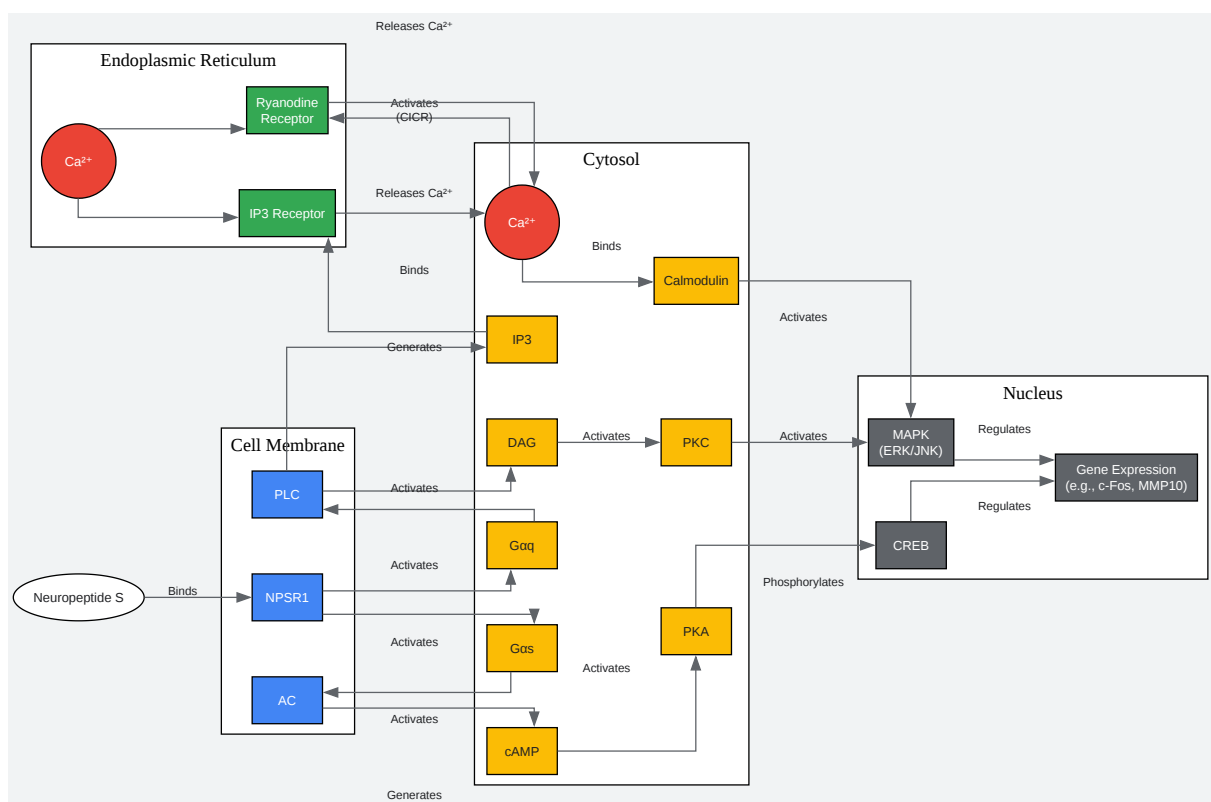 Releases Ca²⁺
Endoplasmic Reticulum
Ryanodine
Receptor
Activates
(CICR)
Ca²⁺
Cytosol
IP3 Receptor
Releases Ca²⁺
Ca²⁺
Binds
Binds
Calmodulin
Activates
IP3
Generates
Nucleus
Cell Membrane
DAG
Activates
PKC
Activates
MAPK
(ERK/JNK)
Regulates
Gene Expression
(e.g., c-Fos, MMP10)
PLC
Activates
Regulates
Gαq
CREB
Activates
Phosphorylates
Neuropeptide S
Binds
NPSR1
PKA
Activates
Gαs
Activates
AC
Activates
cAMP
Generates